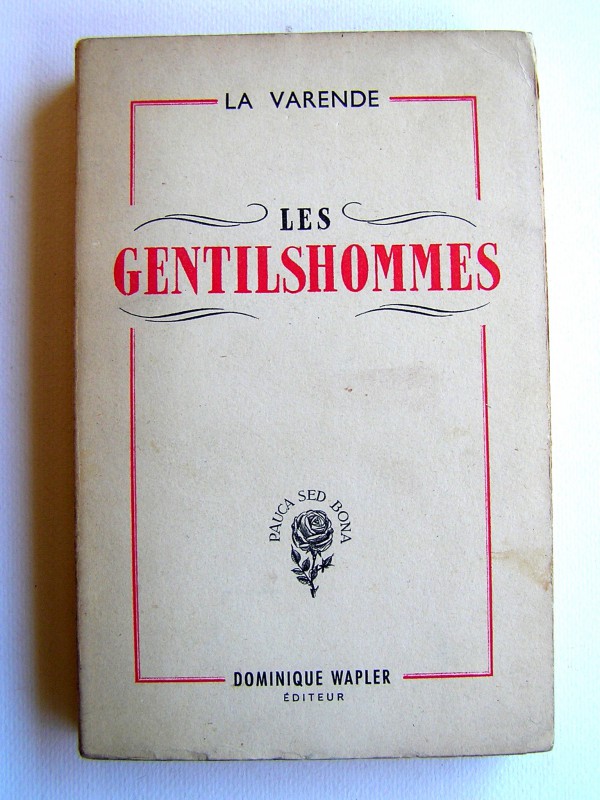 LA VARENDE
LES
GENTILSHOMMES
PAUCA SED BONA
DOMINIQUE WAPLER
ÉDITEUR